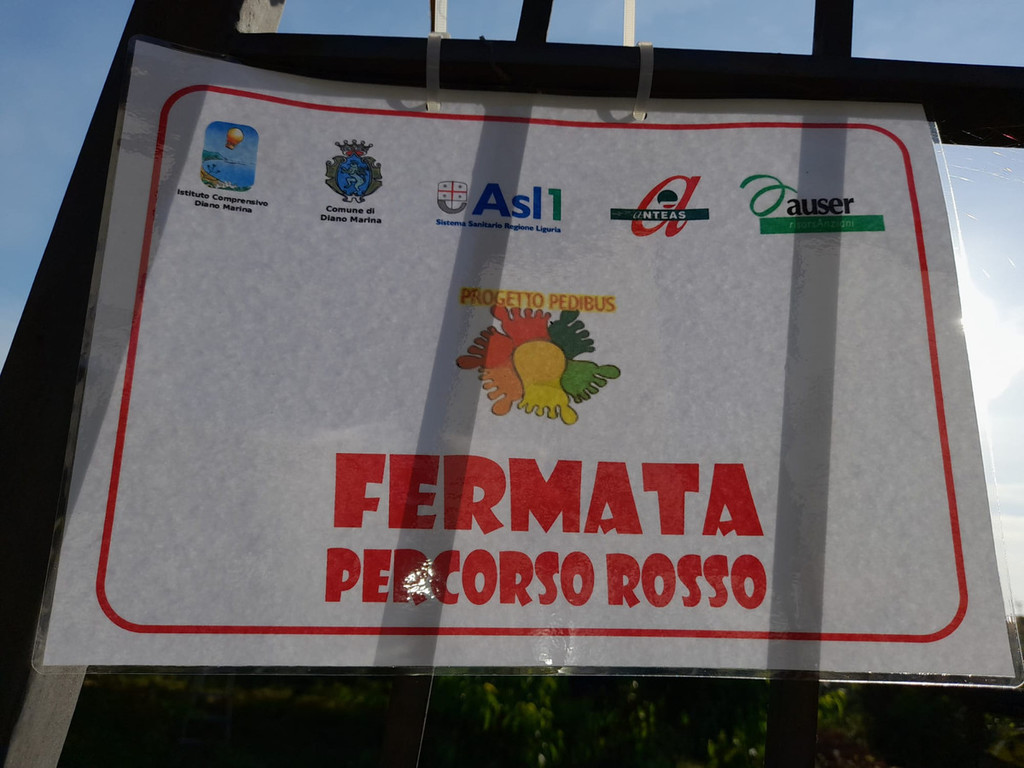 Istituto Comprensivo
Diano Marina
Comune di
Diano Marina
Asl1
Sistema Sanitario Regione Liguria
ANTEAS
auser
risorsAnziani
PROGETTO PEDIBUS
FERMATA
PERCORSO ROSSO